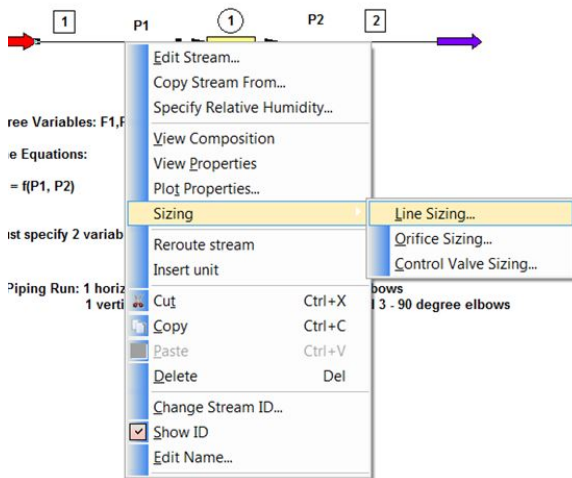 1 P1 1 P2 2
Edit Stream...
Copy Stream From...
Specify Relative Humidity...
ree Variables: F1,
View Composition
e Equations:
View Properties
= f(P1, P2)
Plot Properties...
Sizing
Line Sizing...
ust specify 2 variab
Orifice Sizing...
Reroute stream
Control Valve Sizing...
Insert unit
Piping Run: 1 horiz
bows
1 verti
l 3 - 90 degree elbows
Cut Ctrl+X
Copy Ctrl+C
Paste Ctrl+V
Delete Del
Change Stream ID...
Show ID
Edit Name...